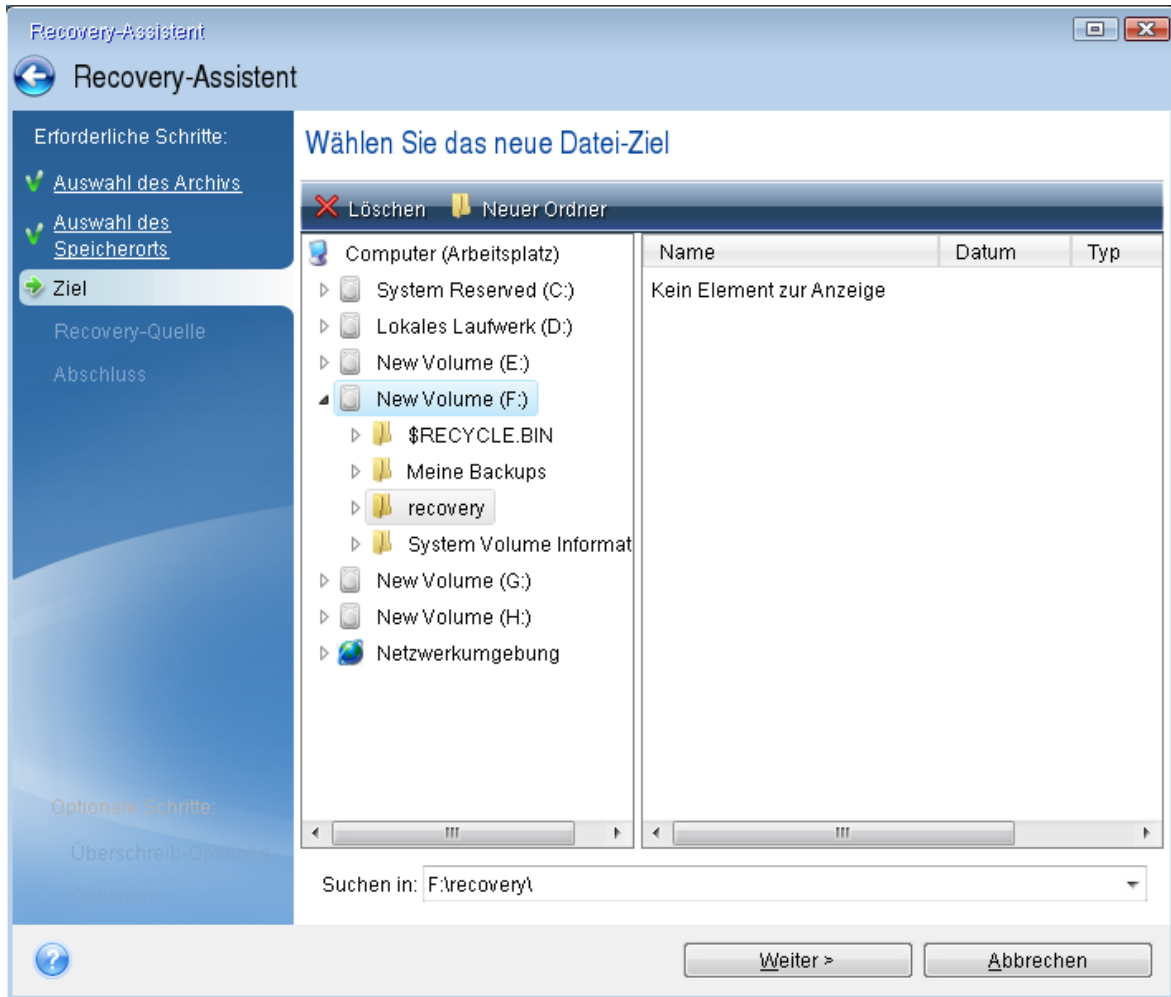 Recovery-Assistent
Recovery-Assistent
Erforderliche Schritte:
Auswahl des Archivs
Auswahl des
Speicherorts
Ziel
Recovery-Quelle
Abschluss
Optionale Schritte:
Überschreib-Optionen
Optionen
Wählen Sie das neue Datei-Ziel
Löschen Neuer Ordner
Computer (Arbeitsplatz)
System Reserved (C:)
Lokales Laufwerk (D:)
New Volume (E:)
New Volume (F:)
$RECYCLE.BIN
Meine Backups
recovery
System Volume Informat
New Volume (G:)
New Volume (H:)
Netzwerkumgebung
Name Datum Typ
Kein Element zur Anzeige
Suchen in: F:\recovery\
Weiter > Abbrechen